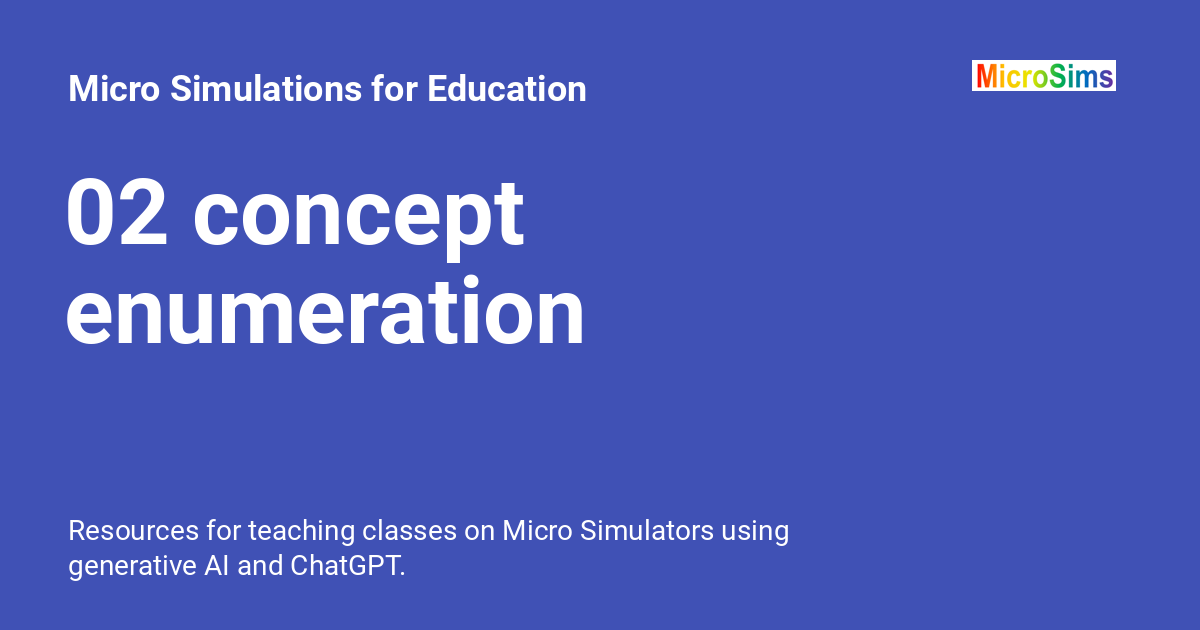 Micro Simulations for Education
MicroSims
02 concept
enumeration
Resources for teaching classes on Micro Simulators using
generative AI and ChatGPT.